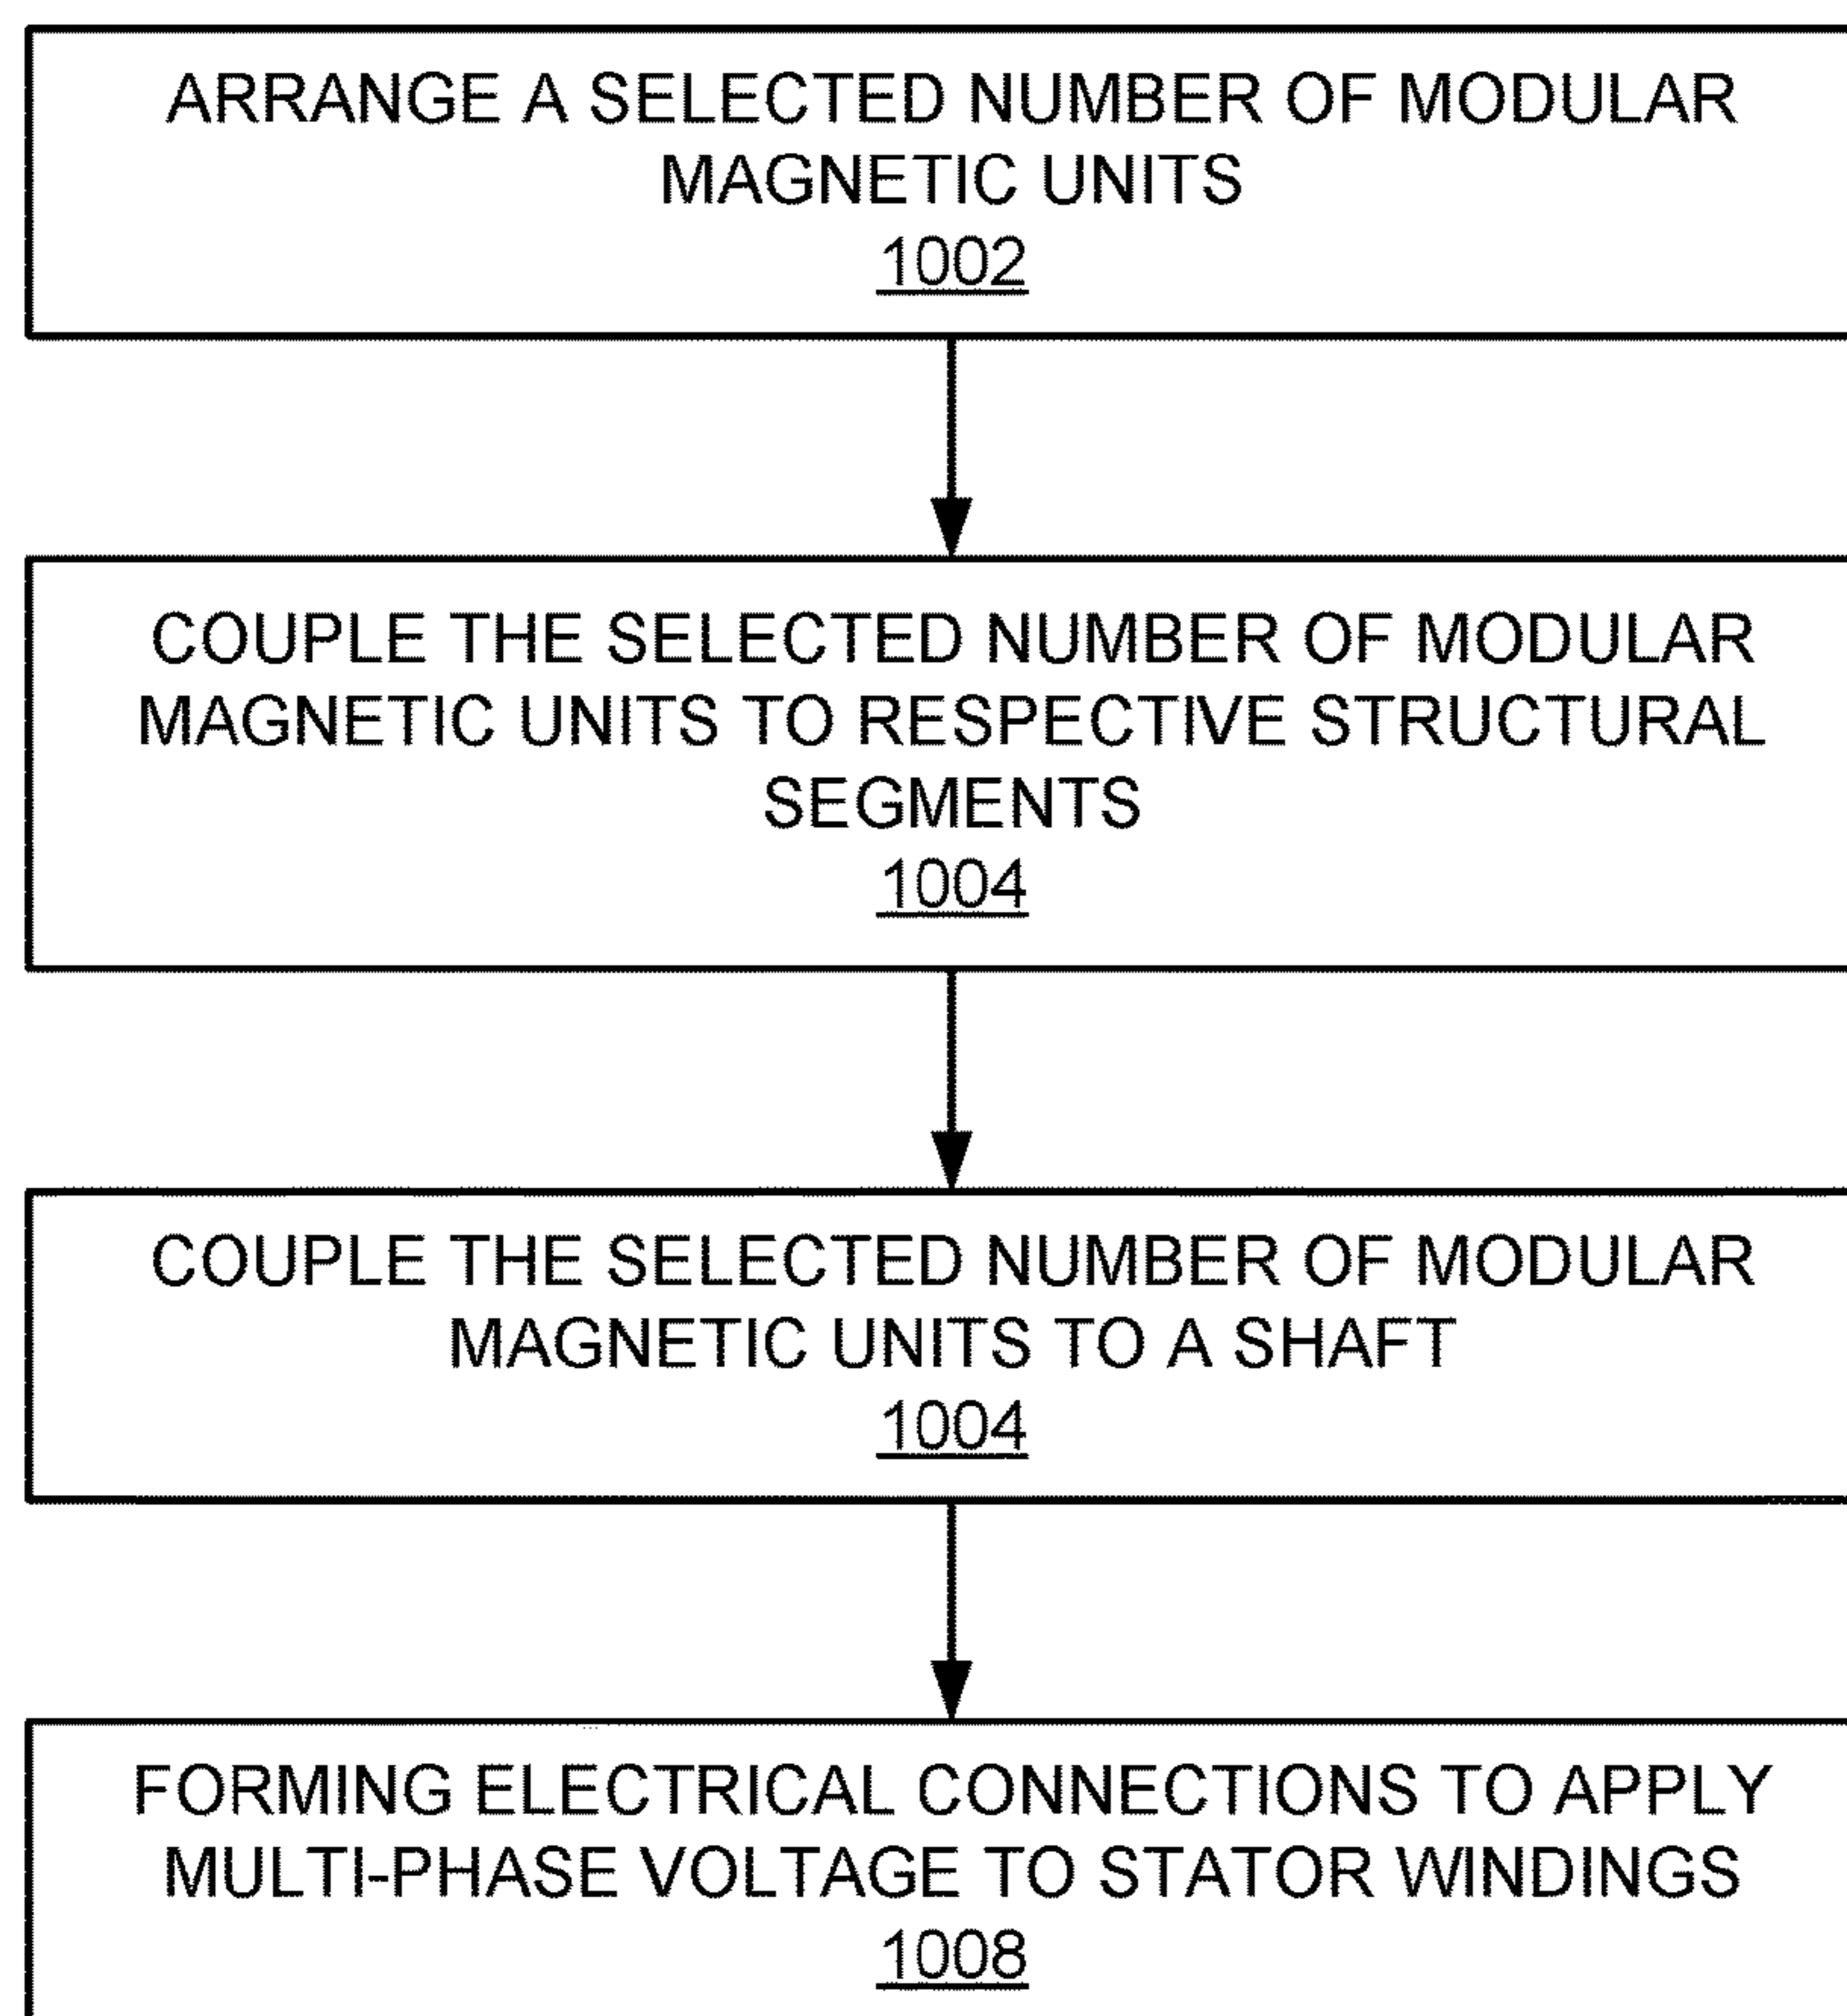 ARRANGE A SELECTED NUMBER OF MODULAR
MAGNETIC UNITS
1002
COUPLE THE SELECTED NUMBER OF MODULAR
MAGNETIC UNITS TO RESPECTIVE STRUCTURAL
SEGMENTS
1004
COUPLE THE SELECTED NUMBER OF MODULAR
MAGNETIC UNITS TO A SHAFT
1004
FORMING ELECTRICAL CONNECTIONS TO APPLY
MULTI-PHASE VOLTAGE TO STATOR WINDINGS
1008